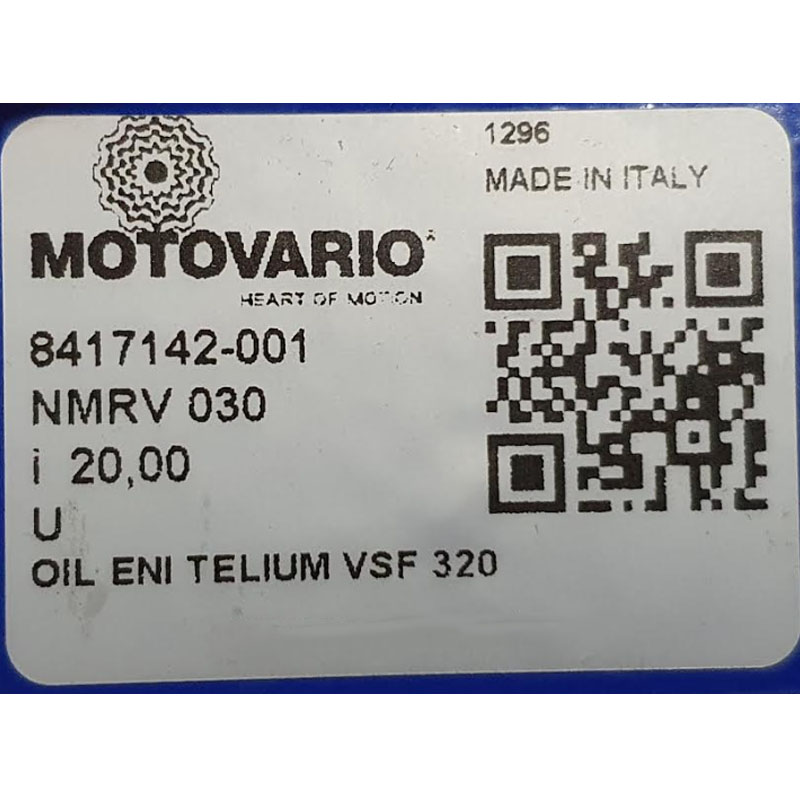 1296
MADE IN ITALY
MOTOVARIO
HEART OF MOTION
8417142-001
NMRV 030
i 20,00
U
OIL ENI TELIUM VSF 320